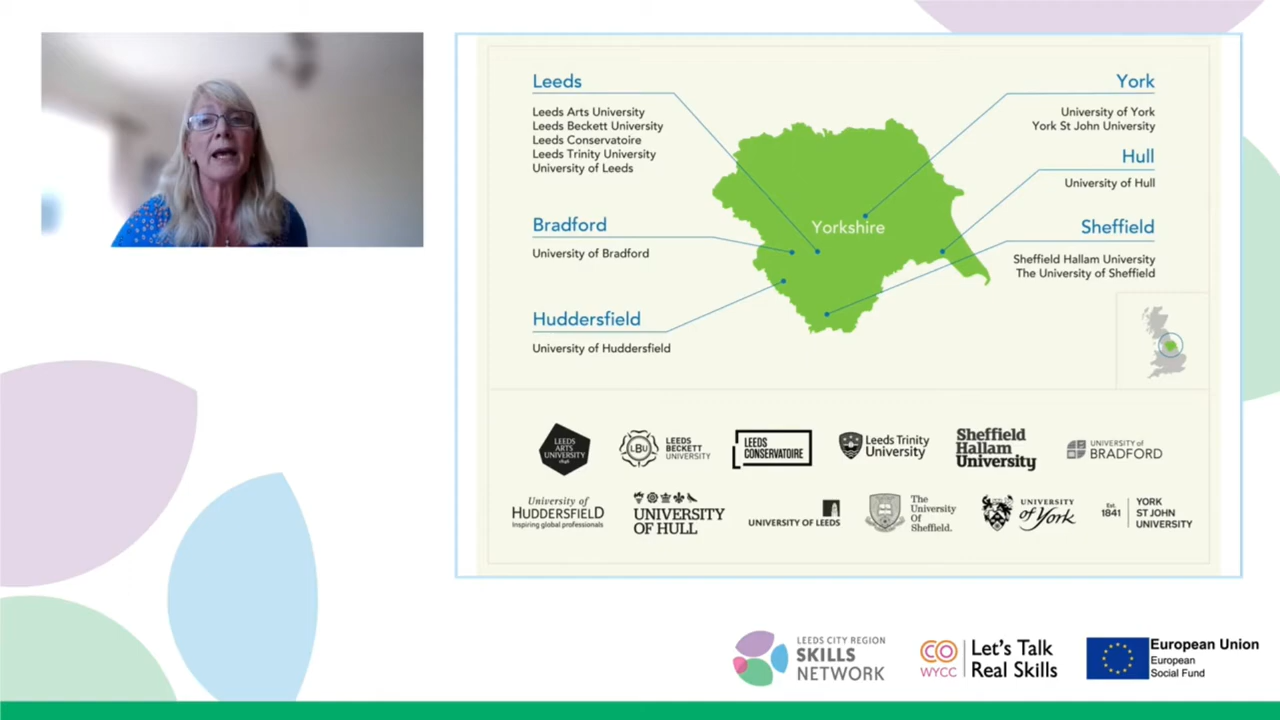 Leeds
Leeds Arts University
Leeds Beckett University
Leeds Conservatoire
Leeds Trinity University
University of Leeds
Bradford
University of Bradford
Huddersfield
University of Huddersfield
Yorkshire
York
University of York
York St John University
Hull
University of Hull
Sheffield
Sheffield Hallam University
The University of Sheffield
LEEDS
ARTS
UNIVERSITY
1846
LBU
LEEDS
BECKETT
UNIVERSITY
LEEDS
CONSERVATOIRE
Leeds Trinity
University
Sheffield
Hallam
University
UNIVERSITY of
BRADFORD
University of
HUDDERSFIELD
Inspiring global professionals
UNIVERSITY
OF HULL
UNIVERSITY OF LEEDS
The
University
Of
Sheffield.
UNIVERSITY
of York
Est.
1841
YORK
ST JOHN
UNIVERSITY
LEEDS CITY REGION
SKILLS
NETWORK
CO
WYCC
Let's Talk
Real Skills
European Union
European
Social Fund